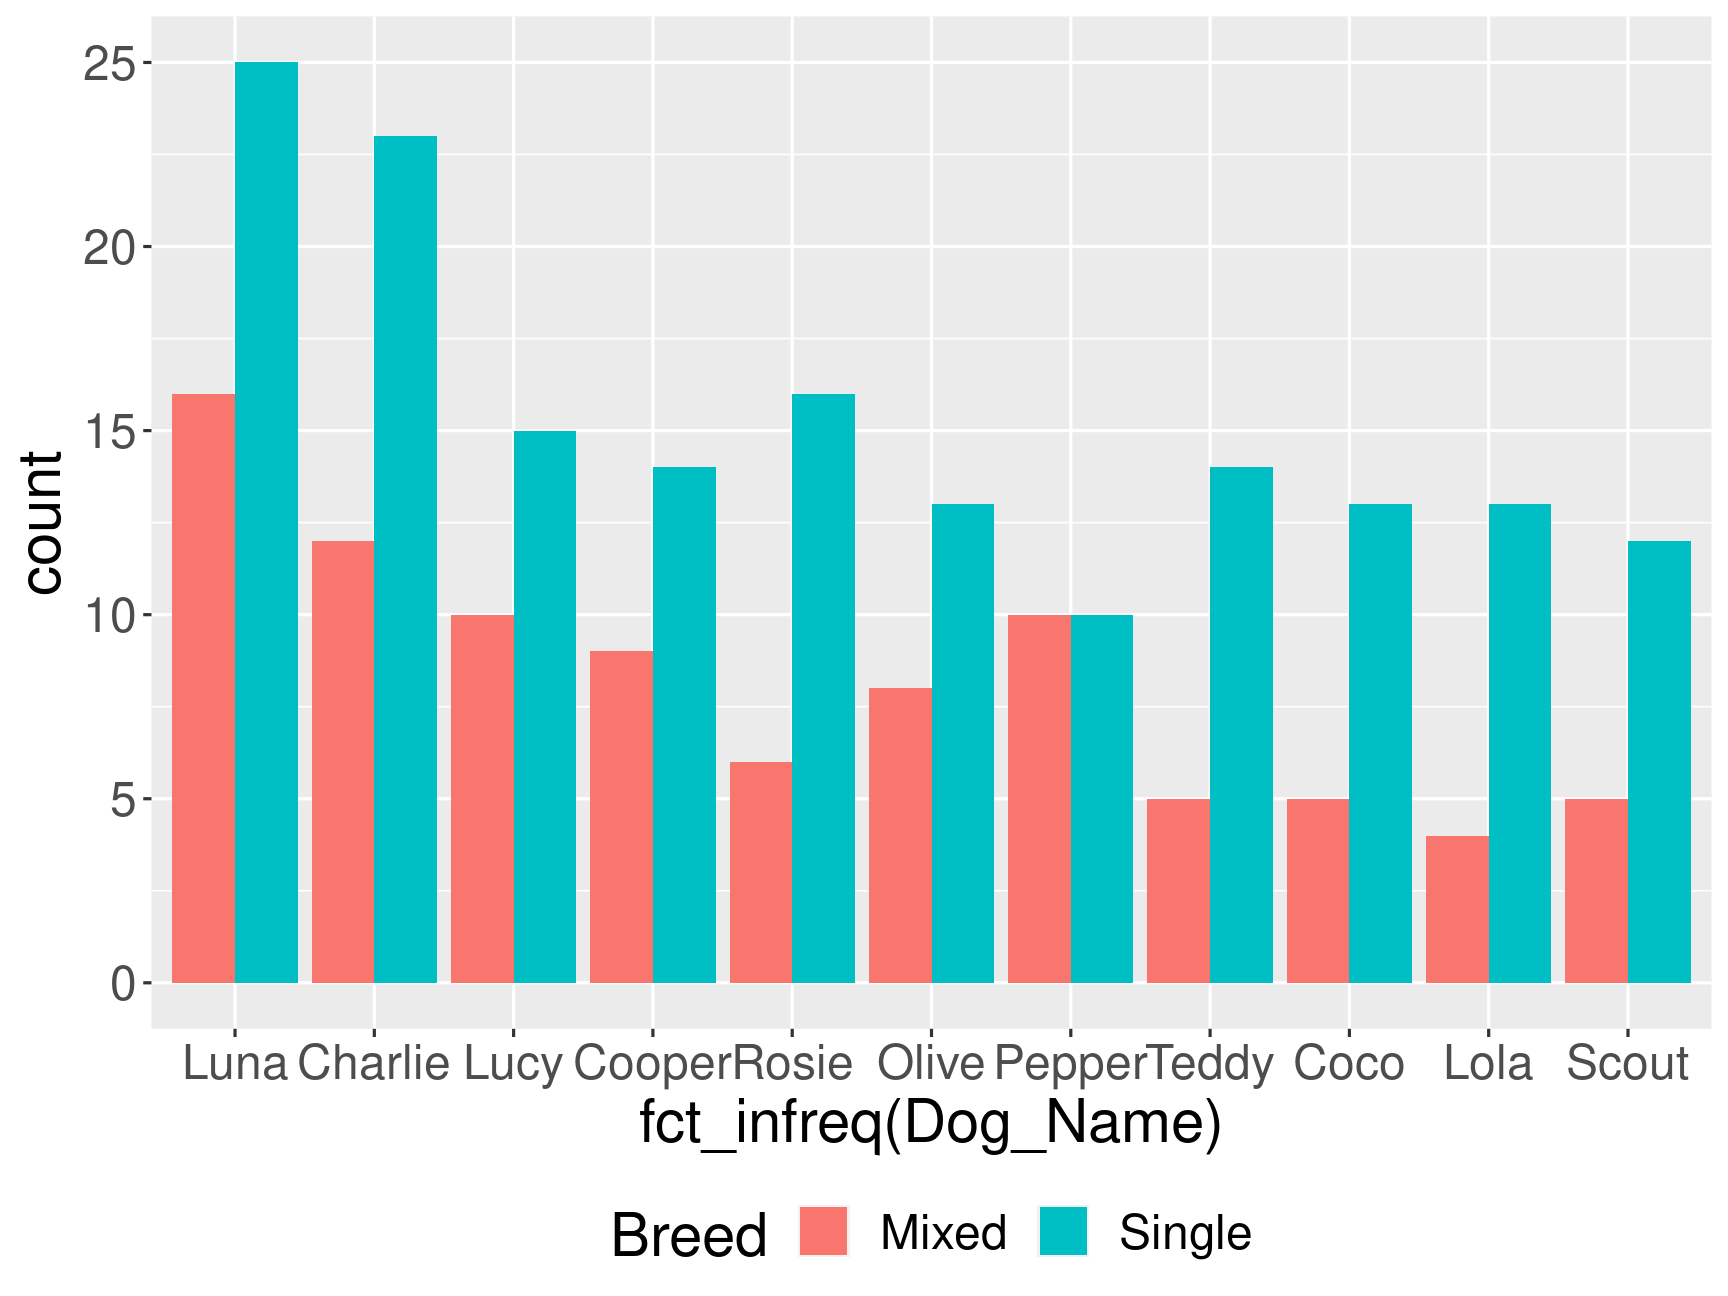 25
20
15
10
5
0
count
Luna Charlie Lucy Cooper Rosie Olive Pepper Teddy Coco Lola Scout
fct_infreq(Dog_Name)
Breed Mixed Single